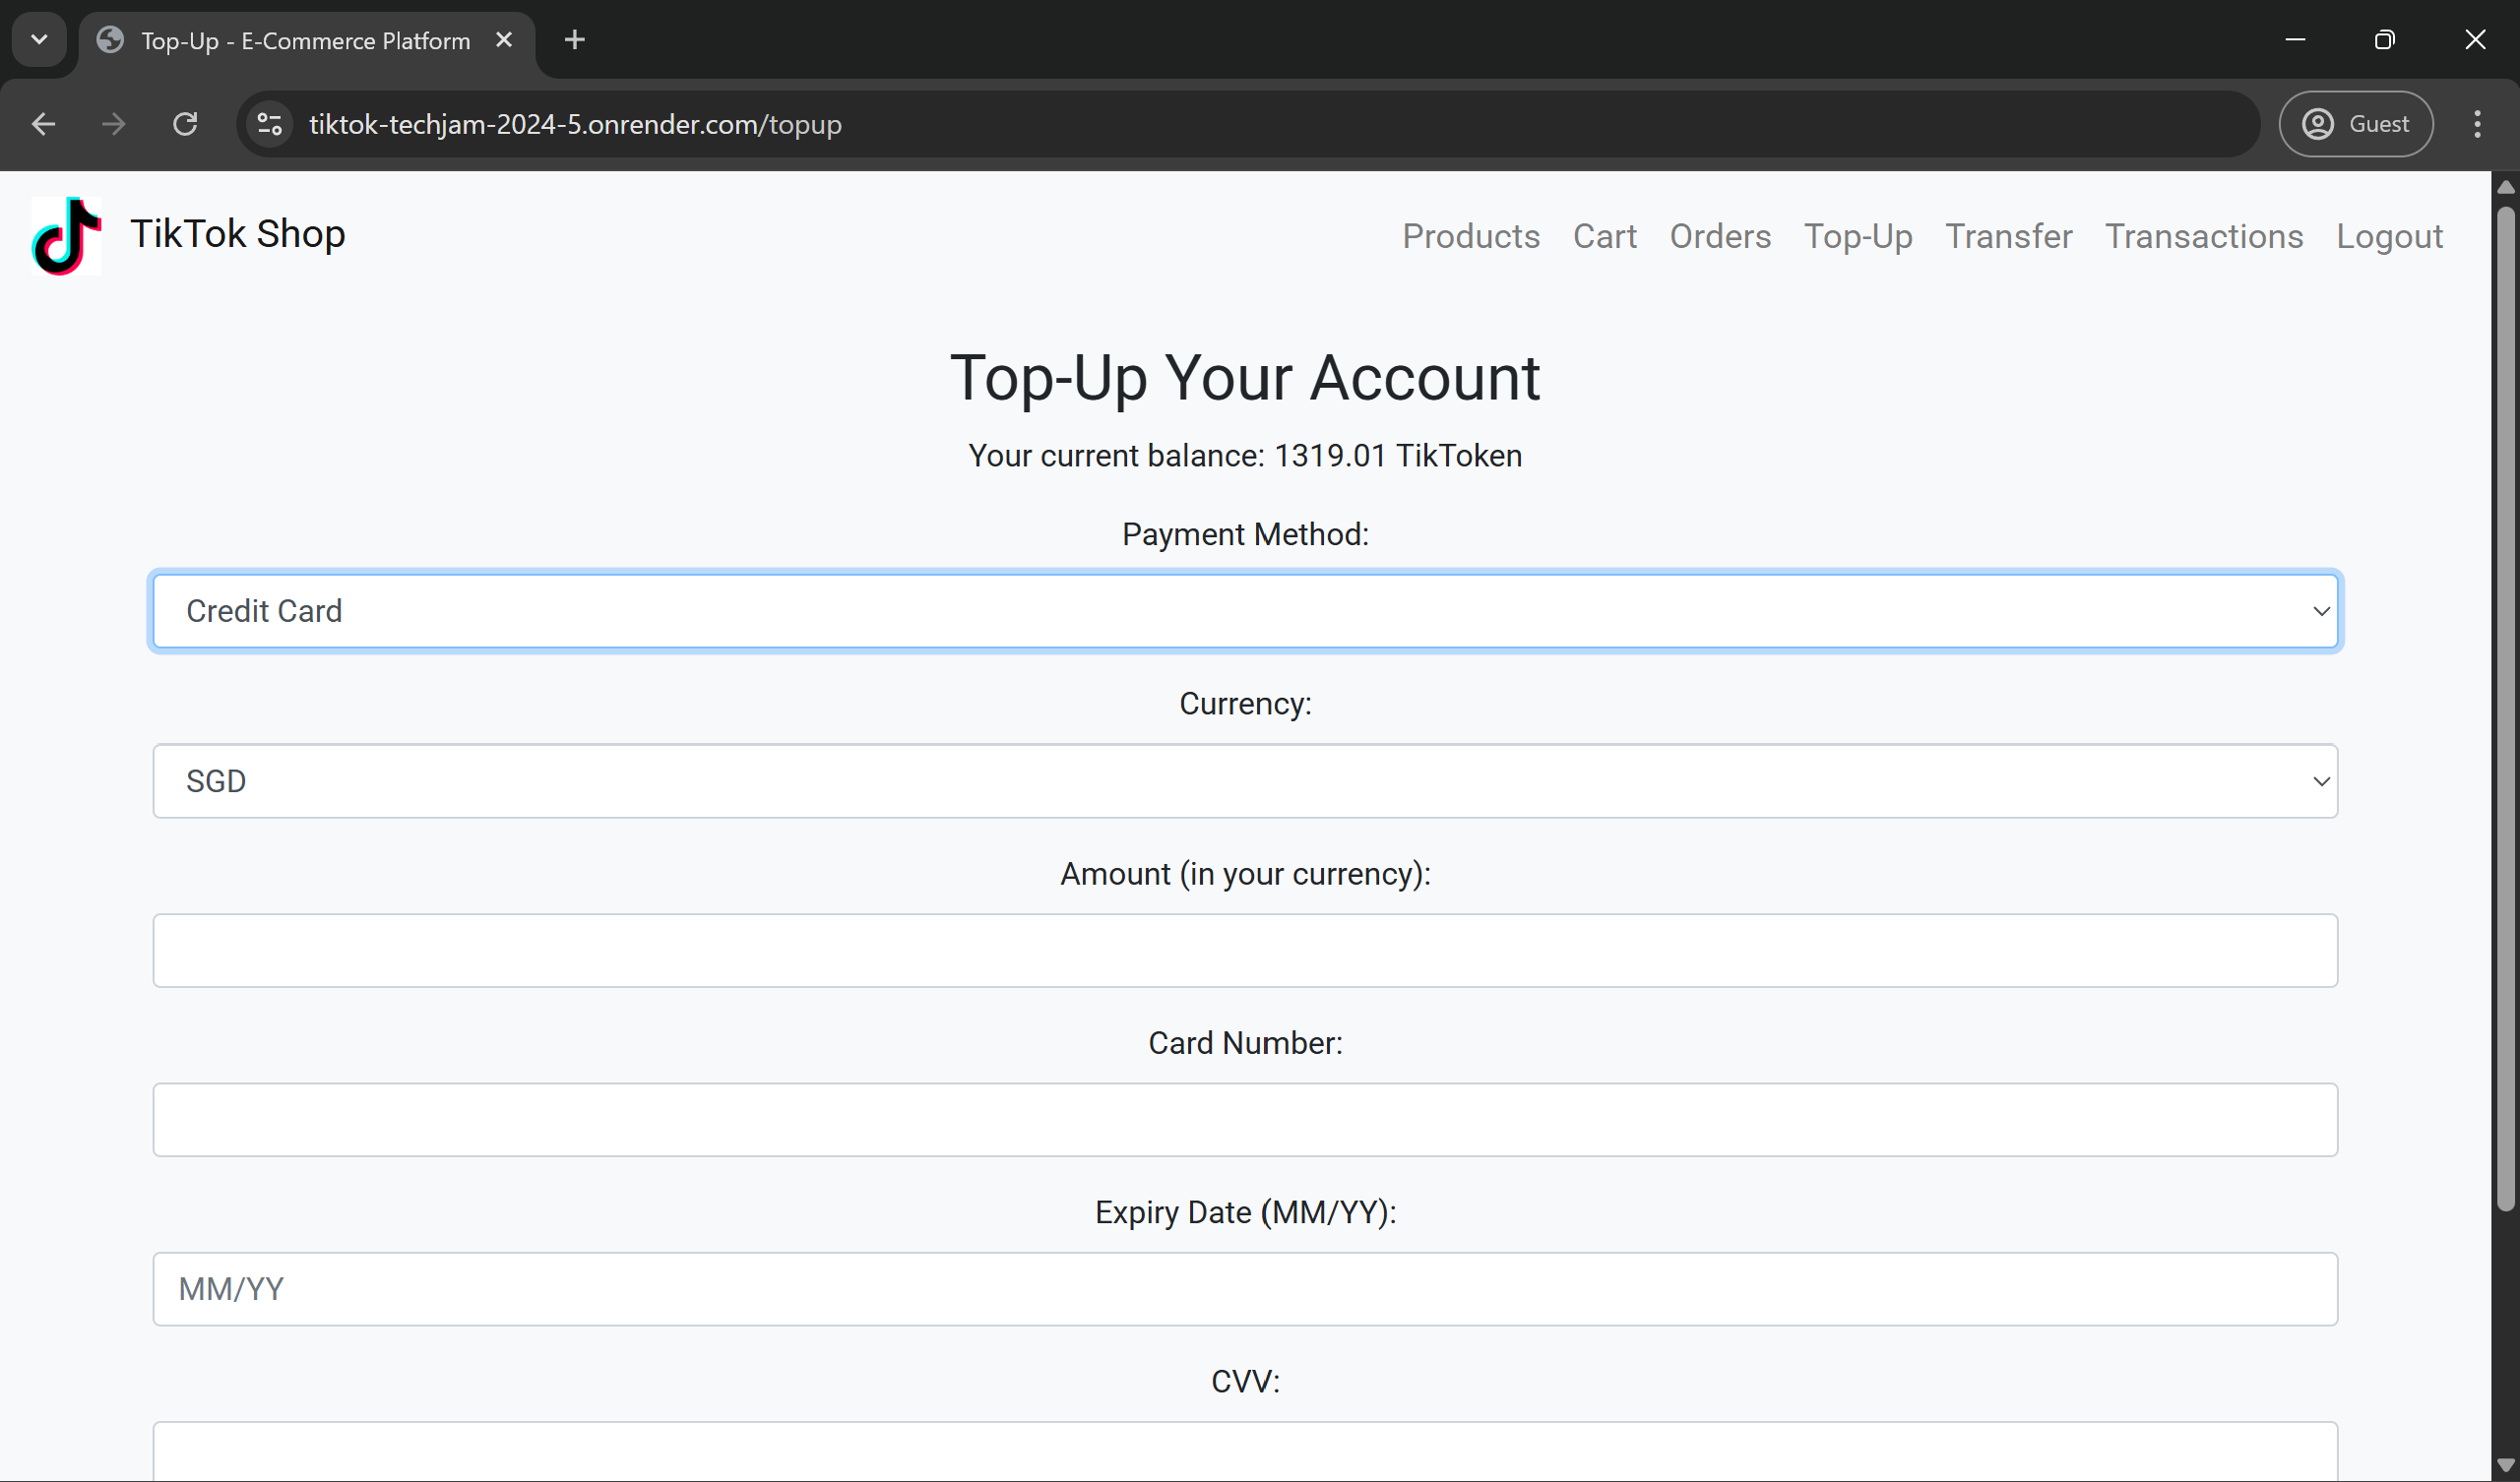 Top-Up - E-Commerce Platform
tiktok-techjam-2024-5.onrender.com/topup
Guest
TikTok Shop
Products Cart Orders Top-Up Transfer Transactions Logout
Top-Up Your Account
Your current balance: 1319.01 TikToken
Payment Method:
Credit Card
Currency:
SGD
Amount (in your currency):
Card Number:
Expiry Date (MM/YY):
MM/YY
CVV: